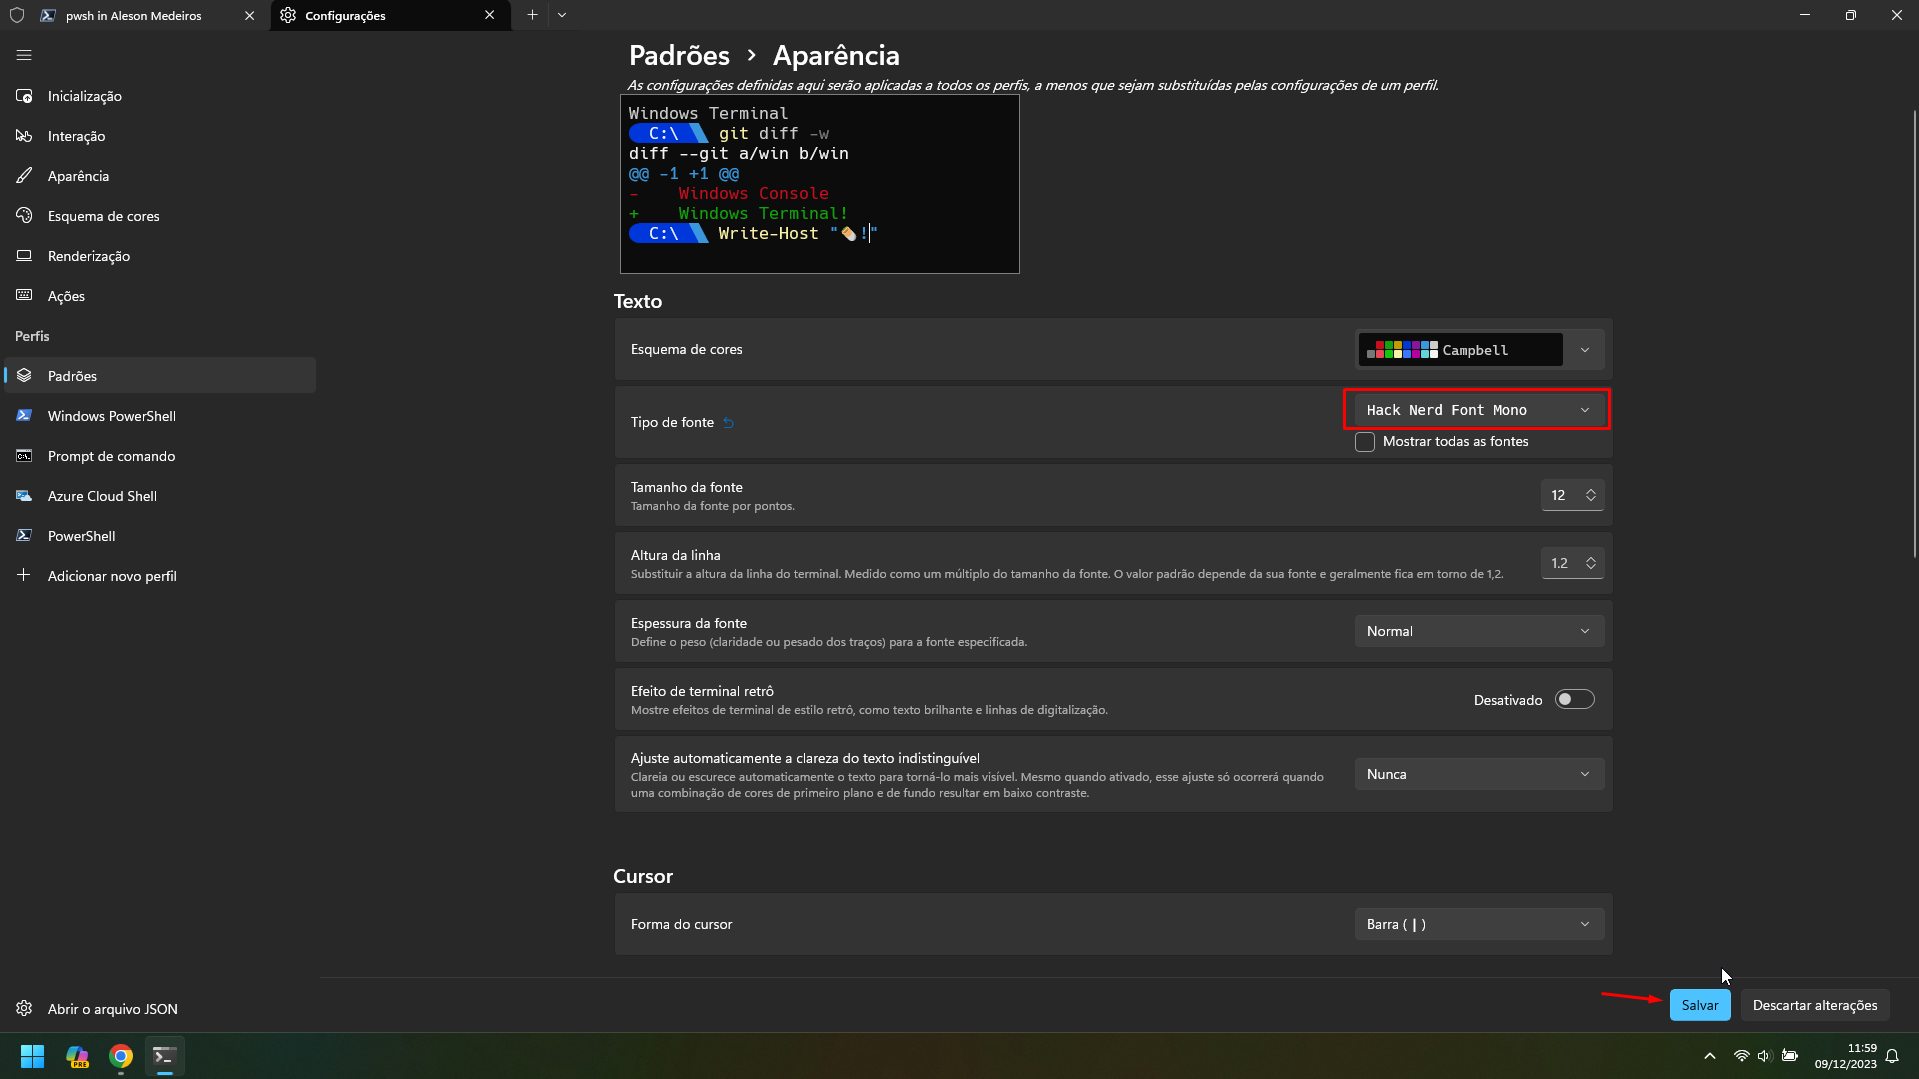 pwsh in Aleson Medeiros
Configurações
Padrões > Aparência
As configurações definidas aqui serão aplicadas a todos os perfis, a menos que sejam substituídas pelas configurações de um perfil.
Inicialização
Interação
Aparência
Esquema de cores
Renderização
Ações
Perfis
Padrões
Windows PowerShell
Prompt de comando
Azure Cloud Shell
PowerShell
Adicionar novo perfil
Abrir o arquivo JSON
Windows Terminal
C:\ git diff -w
diff --git a/win b/win
@@ -1 +1 @@
- Windows Console
+ Windows Terminal!
C:\ Write-Host "🌯!"
Texto
Esquema de cores
Campbell
Tipo de fonte
Hack Nerd Font Mono
Mostrar todas as fontes
Tamanho da fonte
Tamanho da fonte por pontos.
12
Altura da linha
Substituir a altura da linha do terminal. Medido como um múltiplo do tamanho da fonte. O valor padrão depende da sua fonte e geralmente fica em torno de 1,2.
1.2
Espessura da fonte
Define o peso (claridade ou pesado dos traços) para a fonte especificada.
Normal
Efeito de terminal retrô
Mostre efeitos de terminal de estilo retrô, como texto brilhante e linhas de digitalização.
Desativado
Ajuste automaticamente a clareza do texto indistinguível
Clareia ou escurece automaticamente o texto para torná-lo mais visível. Mesmo quando ativado, esse ajuste só ocorrerá quando
uma combinação de cores de primeiro plano e de fundo resultar em baixo contraste.
Nunca
Cursor
Forma do cursor
Barra ( | )
Salvar
Descartar alterações
PRE
11:59
09/12/2023